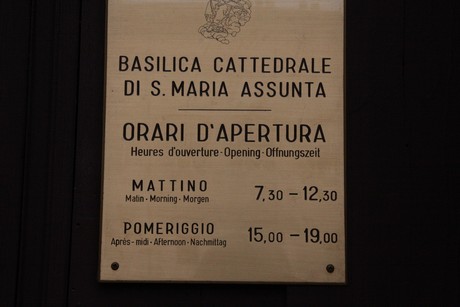 BASILICA CATTEDRALE
DI S. MARIA ASSUNTA
ORARI D'APERTURA
Heures d'ouverture - Opening - Offnungszeit
MATTINO 7,30 - 12,30
Matin - Morning - Morgen
POMERIGGIO 15,00 - 19,00
Après - midi - Afternoon - Nachmittag